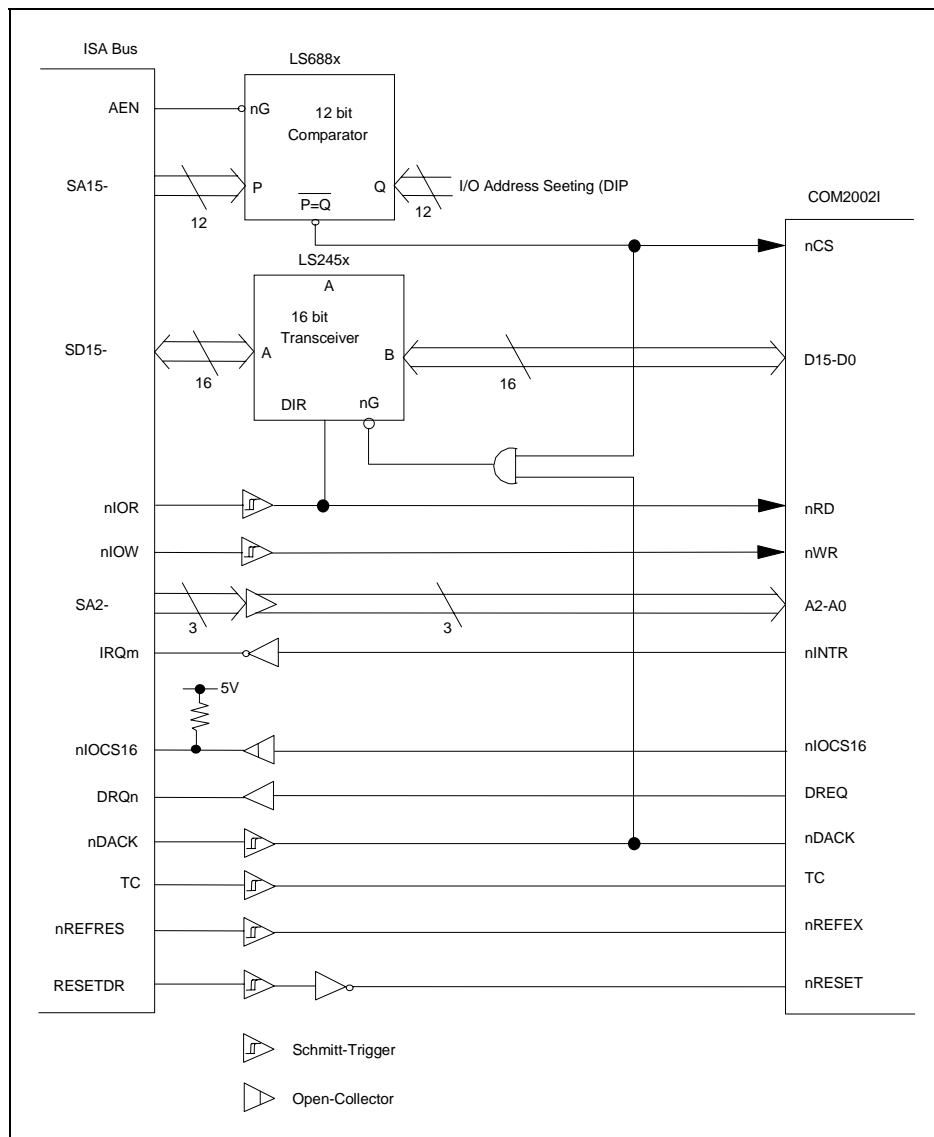 ISA Bus
LS688x
AEN
nG
12 bit
Comparator
SA15-
P
Q
I/O Address Seeting (DIP
12
12
P=Q
COM2002I
nCS
LS245x
A
16 bit
Transceiver
SD15-
A
B
D15-D0
16
16
DIR
nG
nIOR
nRD
nIOW
nWR
SA2-
A2-A0
3
3
IRQm
nINTR
5V
nIOCS16
nIOCS16
DRQn
DREQ
nDACK
nDACK
TC
TC
nREFRES
nREFEX
RESETDR
nRESET
Schmitt-Trigger
Open-Collector